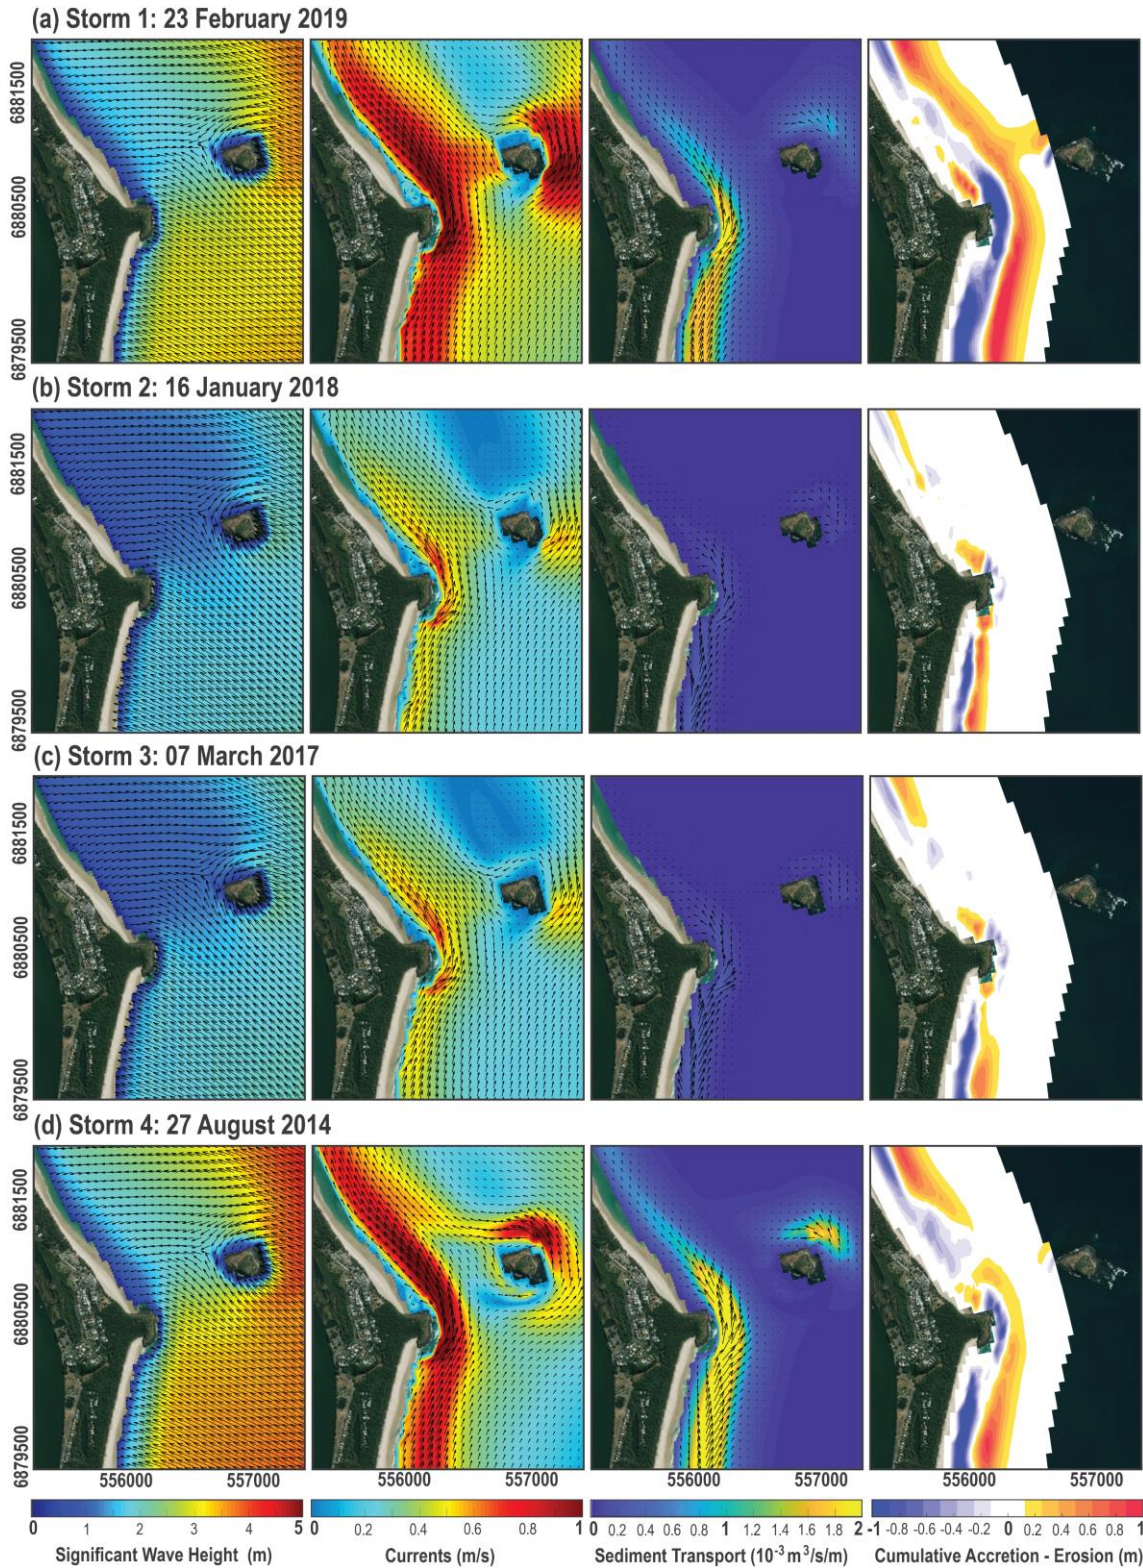 (a) Storm 1: 23 February 2019
6881500
6880500
6879500
(b) Storm 2: 16 January 2018
6881500
6880500
6879500
(c) Storm 3: 07 March 2017
6881500
6880500
6879500
(d) Storm 4: 27 August 2014
6881500
6880500
6879500
556000 557000 556000 557000 556000 557000 556000 557000
0 1 2 3 4 5 0 0.2 0.4 0.6 0.8 1 0 0.2 0.4 0.6 0.8 1 1.2 1.4 1.6 1.8 2 -1 -0.8 -0.6 -0.4 -0.2 0 0.2 0.4 0.6 0.8 1
Significant Wave Height (m) Currents (m/s) Sediment Transport (10⁻³ m³/s/m) Cumulative Accretion - Erosion (m)